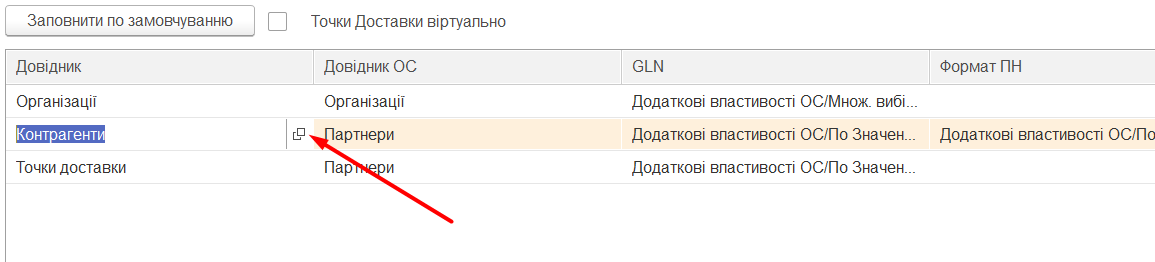 Заповнити по замовчуванню Точки Доставки віртуально
Довідник Довідник ОС GLN Формат ПН
Організації Організації Додаткові властивості ОС/Множ. вибі...
Контрагенти Партнери Додаткові властивості ОС/По Значен... Додаткові властивості ОС/По
Точки доставки Партнери Додаткові властивості ОС/По Значен...